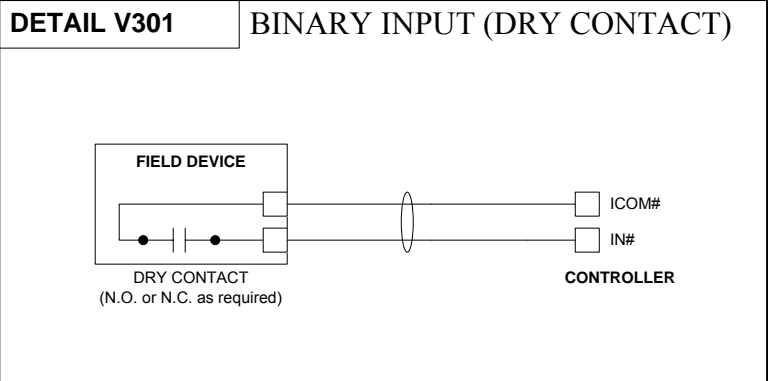 DETAIL V301
BINARY INPUT (DRY CONTACT)
FIELD DEVICE
ICOM#
IN#
DRY CONTACT
(N.O. or N.C. as required)
CONTROLLER